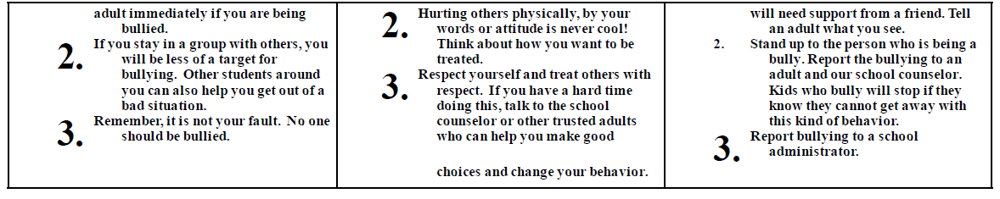 adult immediately if you are being
bullied.
2. If you stay in a group with others, you
will be less of a target for
bullying. Other students around
you can also help you get out of a
bad situation.
3. Remember, it is not your fault. No one
should be bullied.
2. Hurting others physically, by your
words or attitude is never cool!
Think about how you want to be
treated.
3. Respect yourself and treat others with
respect. If you have a hard time
doing this, talk to the school
counselor or other trusted adults
who can help you make good
choices and change your behavior.
will need support from a friend. Tell
an adult what you see.
2. Stand up to the person who is being a
bully. Report the bullying to an
adult and our school counselor.
Kids who bully will stop if they
know they cannot get away with
this kind of behavior.
3. Report bullying to a school
administrator.